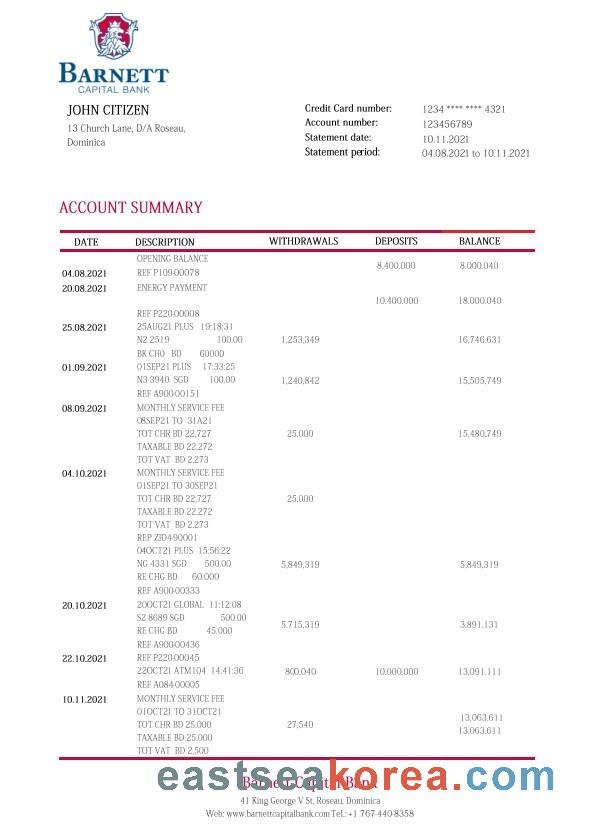 BARNETT
CAPITAL BANK
JOHN CITIZEN
13 Church Lane, D/A Roseau,
Dominica
Credit Card number: 1234 **** **** 4321
Account number: 123456789
Statement date: 10.11.2021
Statement period: 04.08.2021 to 10.11.2021
ACCOUNT SUMMARY
DATE DESCRIPTION WITHDRAWALS DEPOSITS BALANCE
OPENING BALANCE
8,400.000 8.000.040
04.08.2021 REF P109-00078
20.08.2021 ENERGY PAYMENT
10.400.000 18.000.040
REF P220-00008
25.08.2021 25AUG21 PLUS 19:18:31
N2 2519 100.00 1,253,349 16,746.631
BK CHO BD 60000
01.09.2021 01SEP21 PLUS 17:33:25
N3 3940 SGD 100.00 1,240,842 15,505,749
REF A900-00151
08.09.2021 MONTHLY SERVICE FEE
08SEP21 TO 31A21
TOT CHR BD 22,727 25,000 15,480,749
TAXABLE BD 22,272
TOT VAT BD 2,273
04.10.2021 MONTHLY SERVICE FEE
01SEP21 TO 30SEP21
TOT CHR BD 22,727 25,000
TAXABLE BD 22,272
TOT VAT BD 2,273
REP ZID4-90001
04OCT21 PLUS 15:56:22
NG 4331 SGD 500.00 5,849,319 5,849,319
RE CHG BD 60.000
REF A900-00333
20.10.2021 20OCT21 GLOBAL 11:12:08
S2 8689 SGD 500.00
5,715,319 3,891.131
RE CHG BD 45.000
REF A900-00436
22.10.2021 REF P220-00045
22OCT21 ATM104 14:41:36 800,040 10,000.000 13,091.111
REF A084-00005
10.11.2021 MONTHLY SERVICE FEE
01OCT21 TO 31OCT21 13,063.611
TOT CHR BD 25,000 27,540 13,063.611
TAXABLE BD 25,000
TOT VAT BD 2,500
Barnett Capital Bank
eastseakorea.com
41 King George V St, Roseau, Dominica
Web: www.barnettcapitalbank.com Tel.:+1 767-440-8358